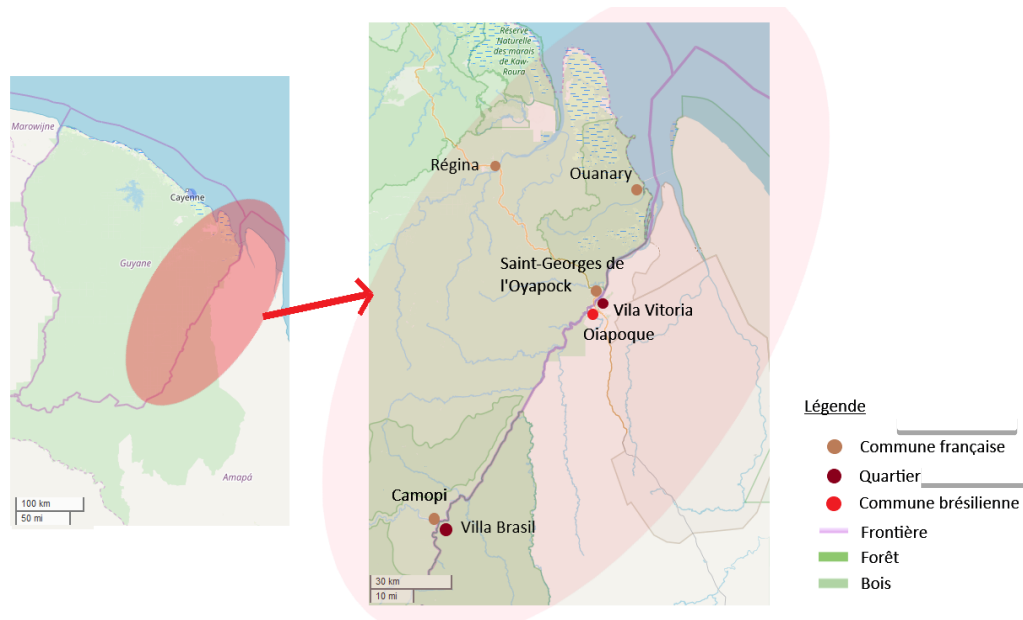 Marowijne
Cayenne
Guyane
Amapá
100 km
50 mi
Réserve
Naturelle
des marais
de Kaw-
Roura
Régina
Ouanary
Saint-Georges de
l'Oyapock
Vila Vitoria
Oiapoque
Camopi
Villa Brasil
30 km
10 mi
Légende
Commune française
Quartier
Commune brésilienne
Frontière
Forêt
Bois